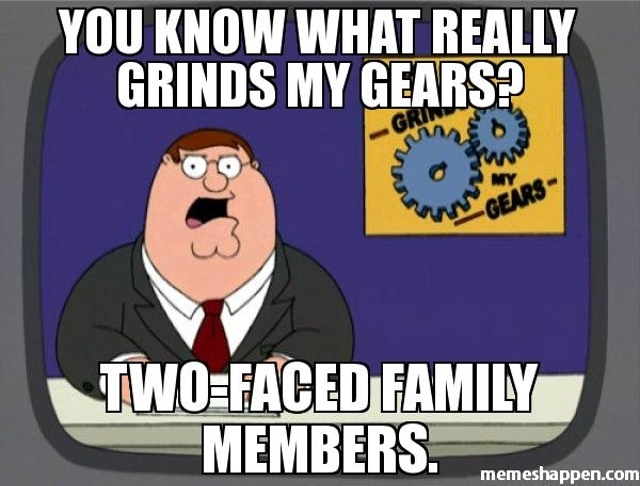 YOU KNOW WHAT REALLY
GRINDS MY GEARS?
MY
GEARS
TWO-FACED FAMILY
MEMBERS.
memeshappen.com